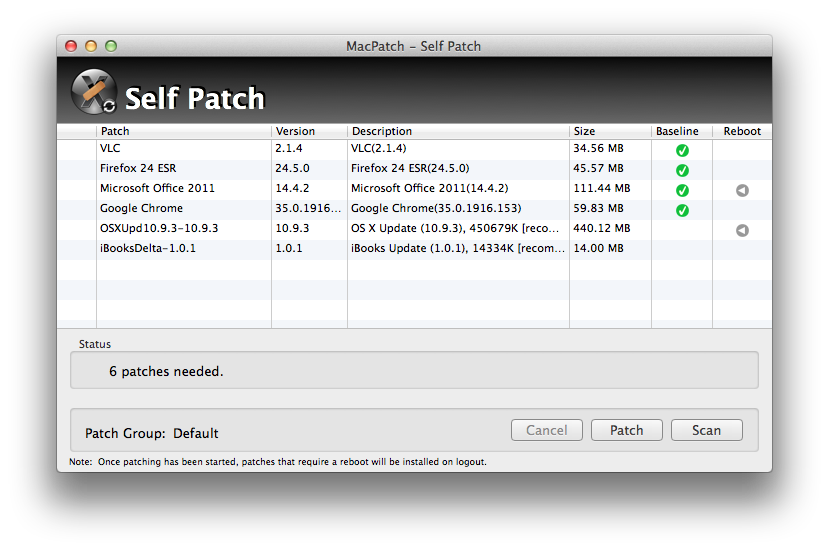 MacPatch – Self Patch
Self Patch
Patch Version Description Size Baseline Reboot
VLC 2.1.4 VLC(2.1.4) 34.56 MB
Firefox 24 ESR 24.5.0 Firefox 24 ESR(24.5.0) 45.57 MB
Microsoft Office 2011 14.4.2 Microsoft Office 2011(14.4.2) 111.44 MB
Google Chrome 35.0.1916... Google Chrome(35.0.1916.153) 59.83 MB
OSXUpd10.9.3-10.9.3 10.9.3 OS X Update (10.9.3), 450679K [reco... 440.12 MB
iBooksDelta-1.0.1 1.0.1 iBooks Update (1.0.1), 14334K [recom... 14.00 MB
Status
6 patches needed.
Patch Group: Default Cancel Patch Scan
Note: Once patching has been started, patches that require a reboot will be installed on logout.